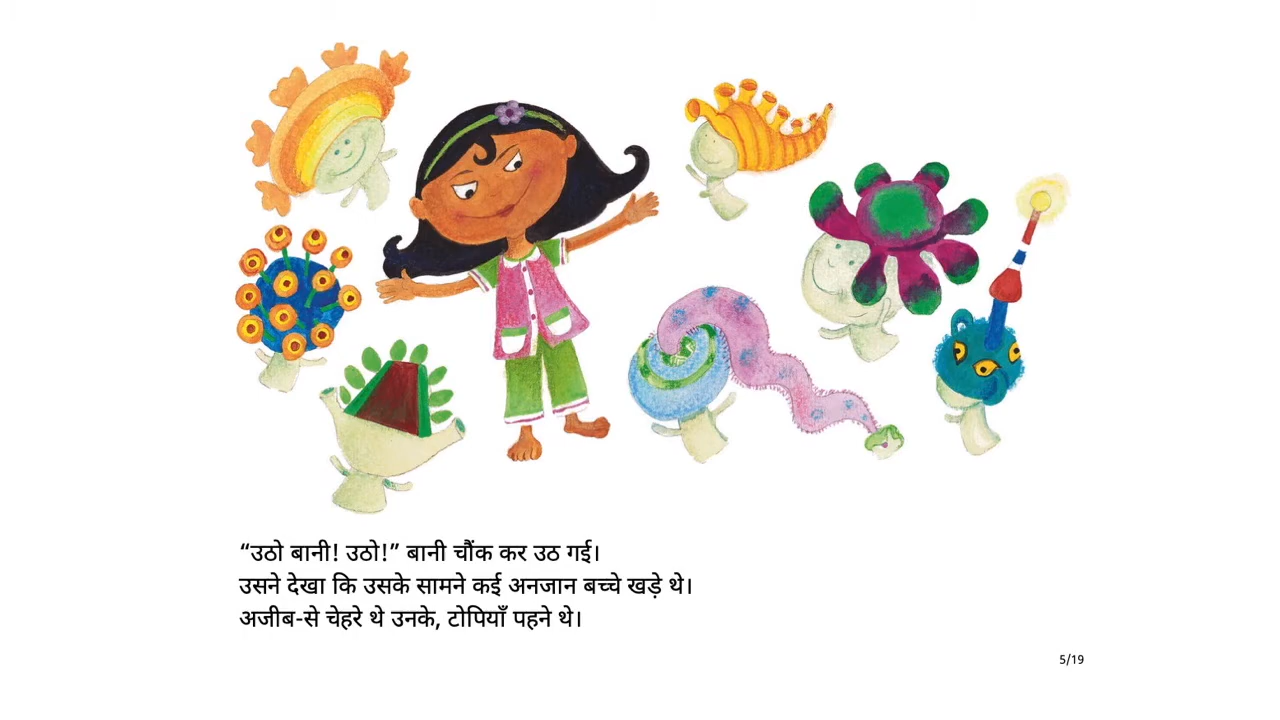 “उठो बानी! उठो!” बानी चौंक कर उठ गई।
उसने देखा कि उसके सामने कई अनजान बच्चे खड़े थे।
अजीब-से चेहरे थे उनके, टोपियाँ पहने थे।
5/19